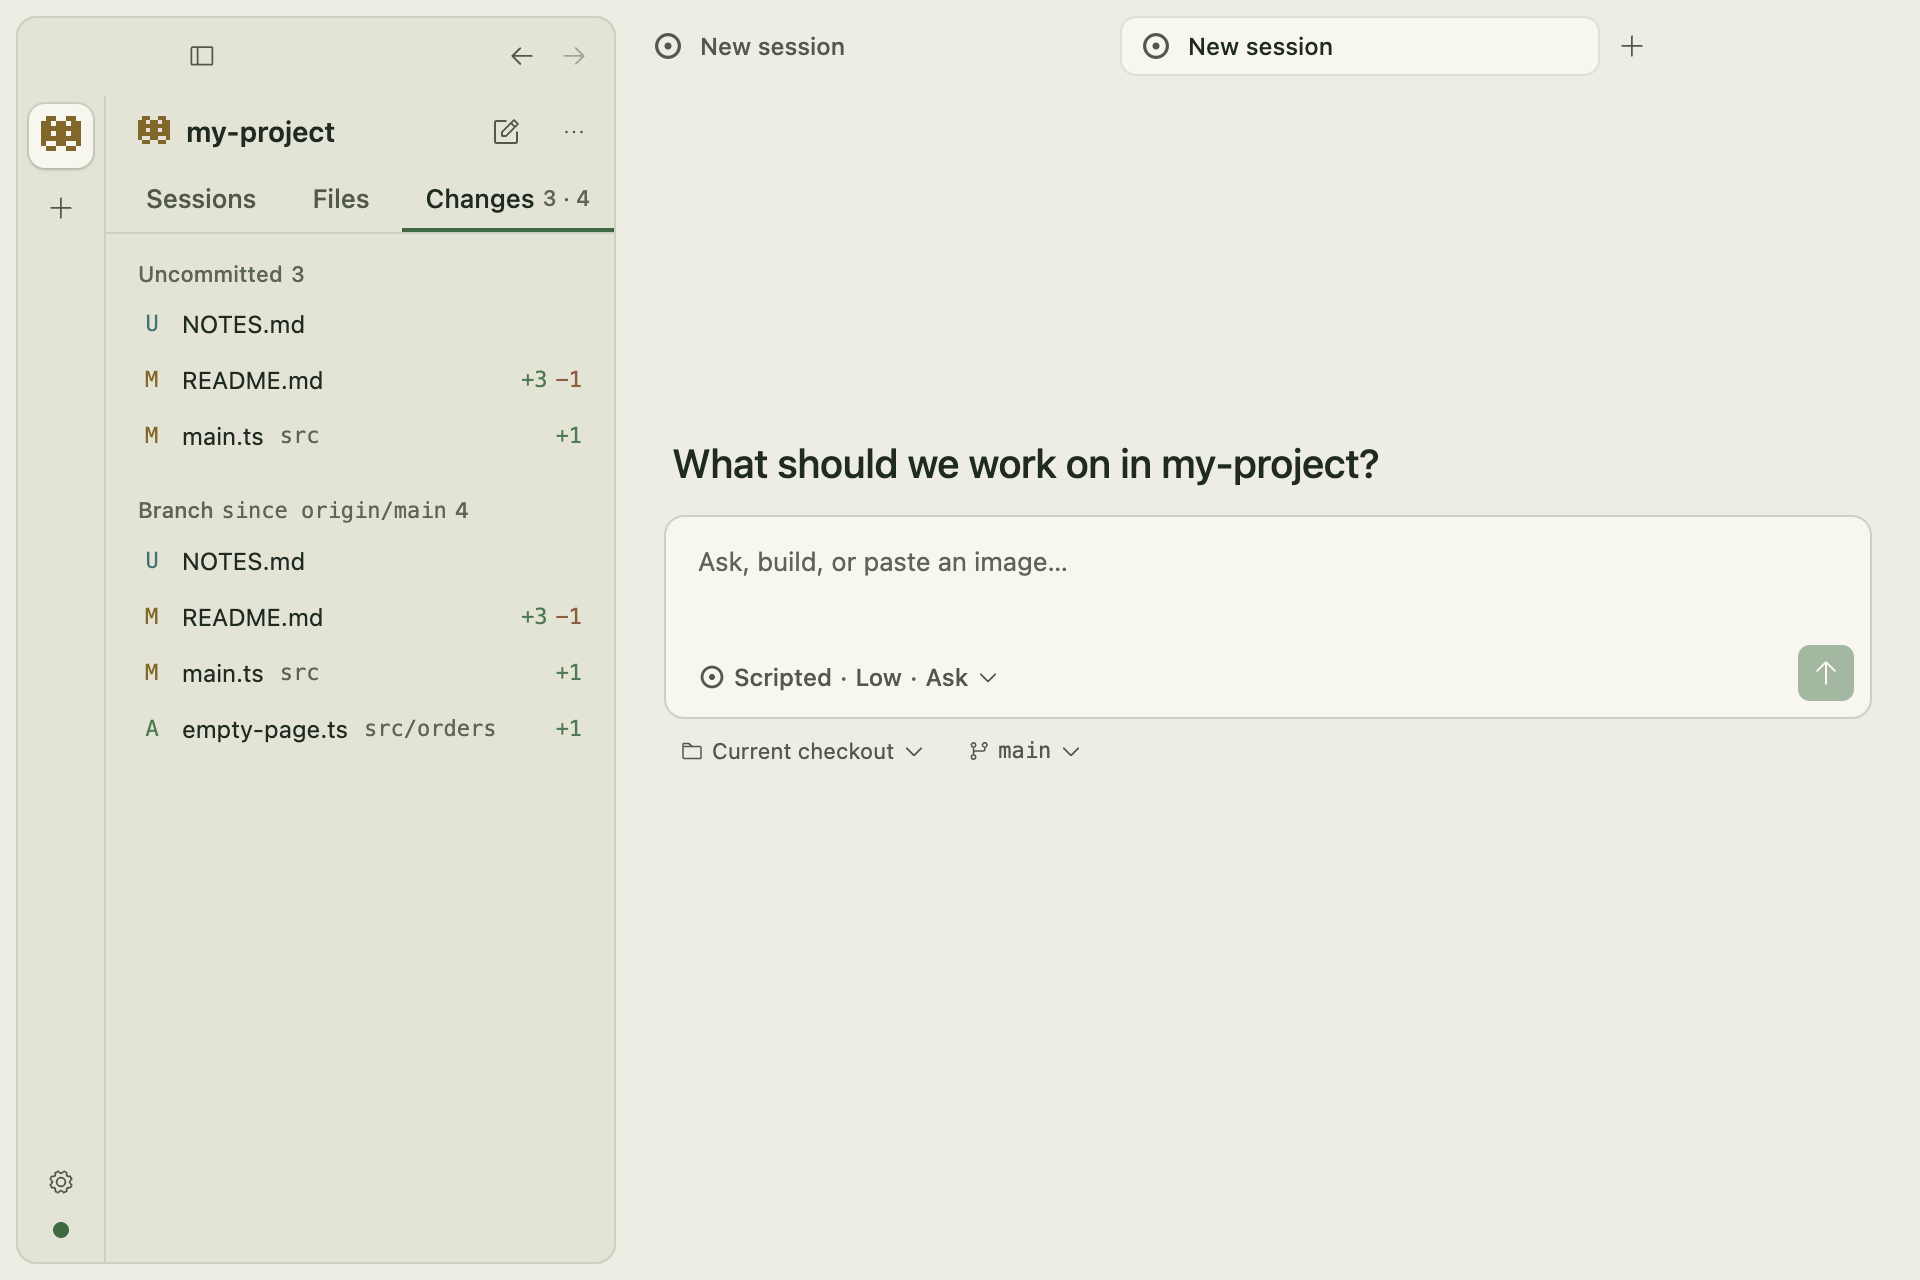 New session
New session
my-project
Sessions
Files
Changes 3 · 4
Uncommitted 3
U NOTES.md
M README.md +3 −1
M main.ts src +1
Branch since origin/main 4
U NOTES.md
M README.md +3 −1
M main.ts src +1
A empty-page.ts src/orders +1
What should we work on in my-project?
Ask, build, or paste an image...
Scripted · Low · Ask
Current checkout
main